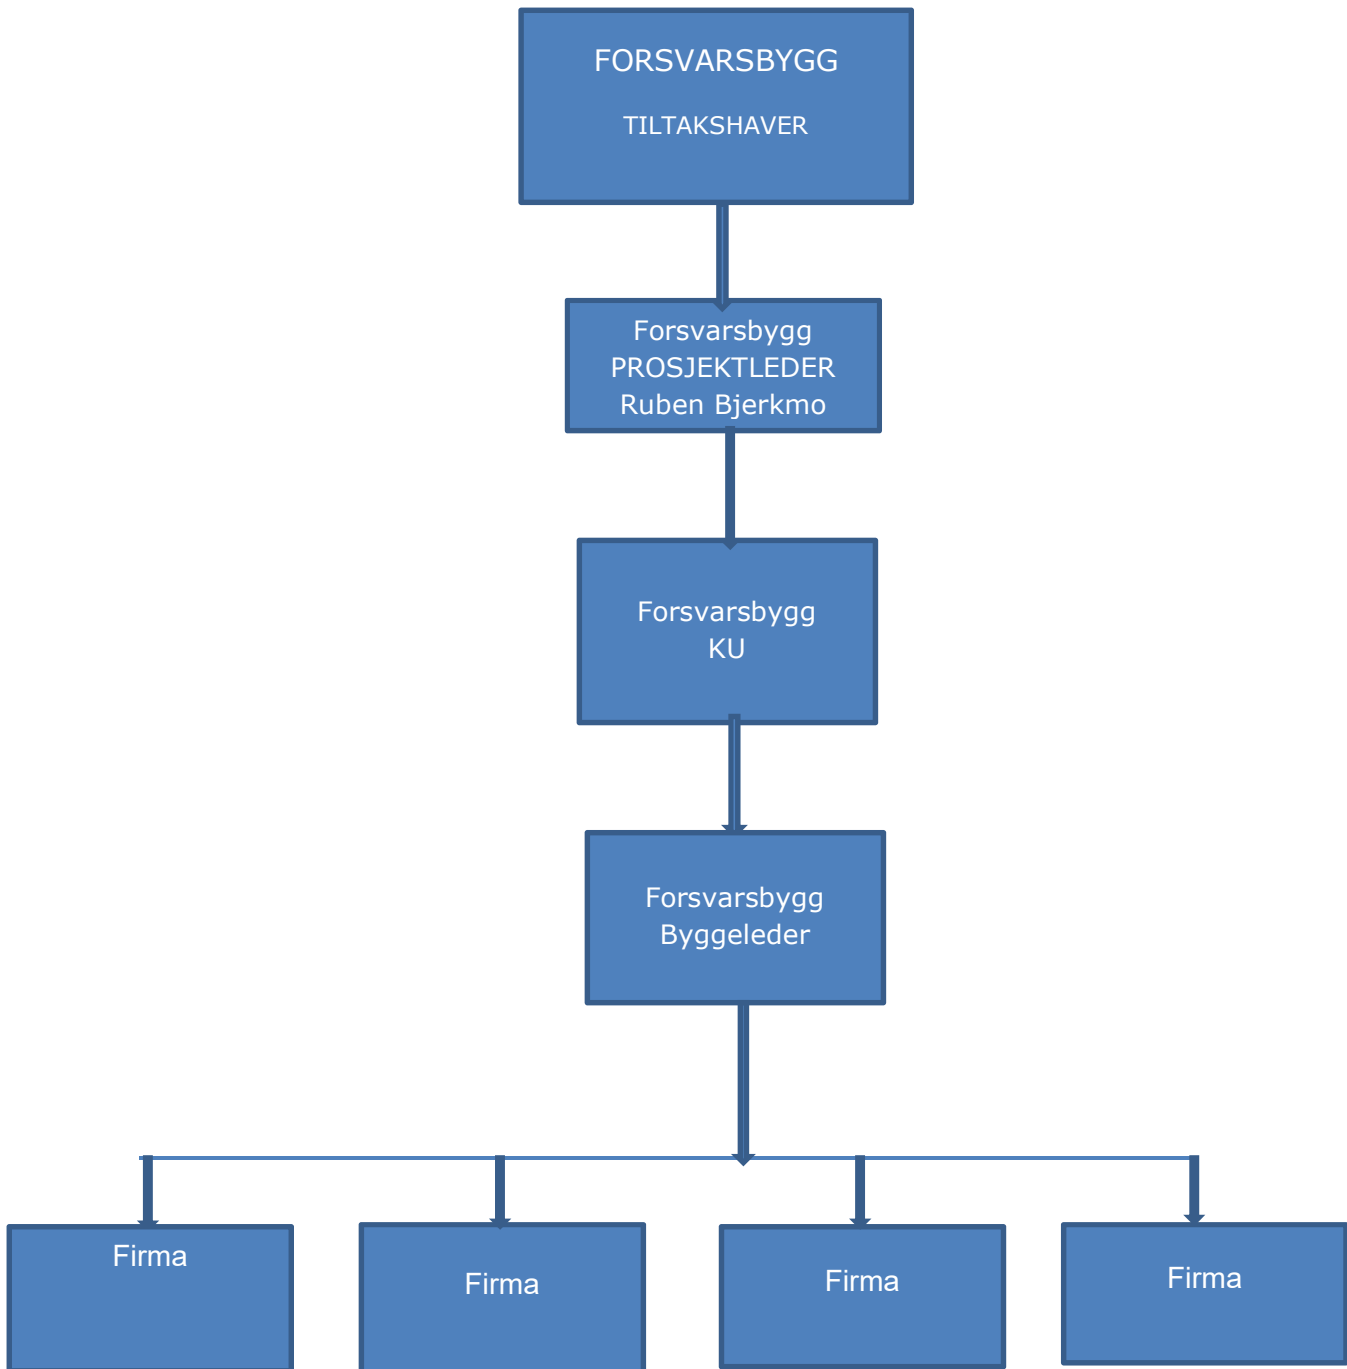 FORSVARSBYGG
TILTAKSHAVER
Forsvarsbygg
PROSJEKTLEDER
Ruben Bjerkmo
Forsvarsbygg
KU
Forsvarsbygg
Byggeleder
Firma
Firma
Firma
Firma